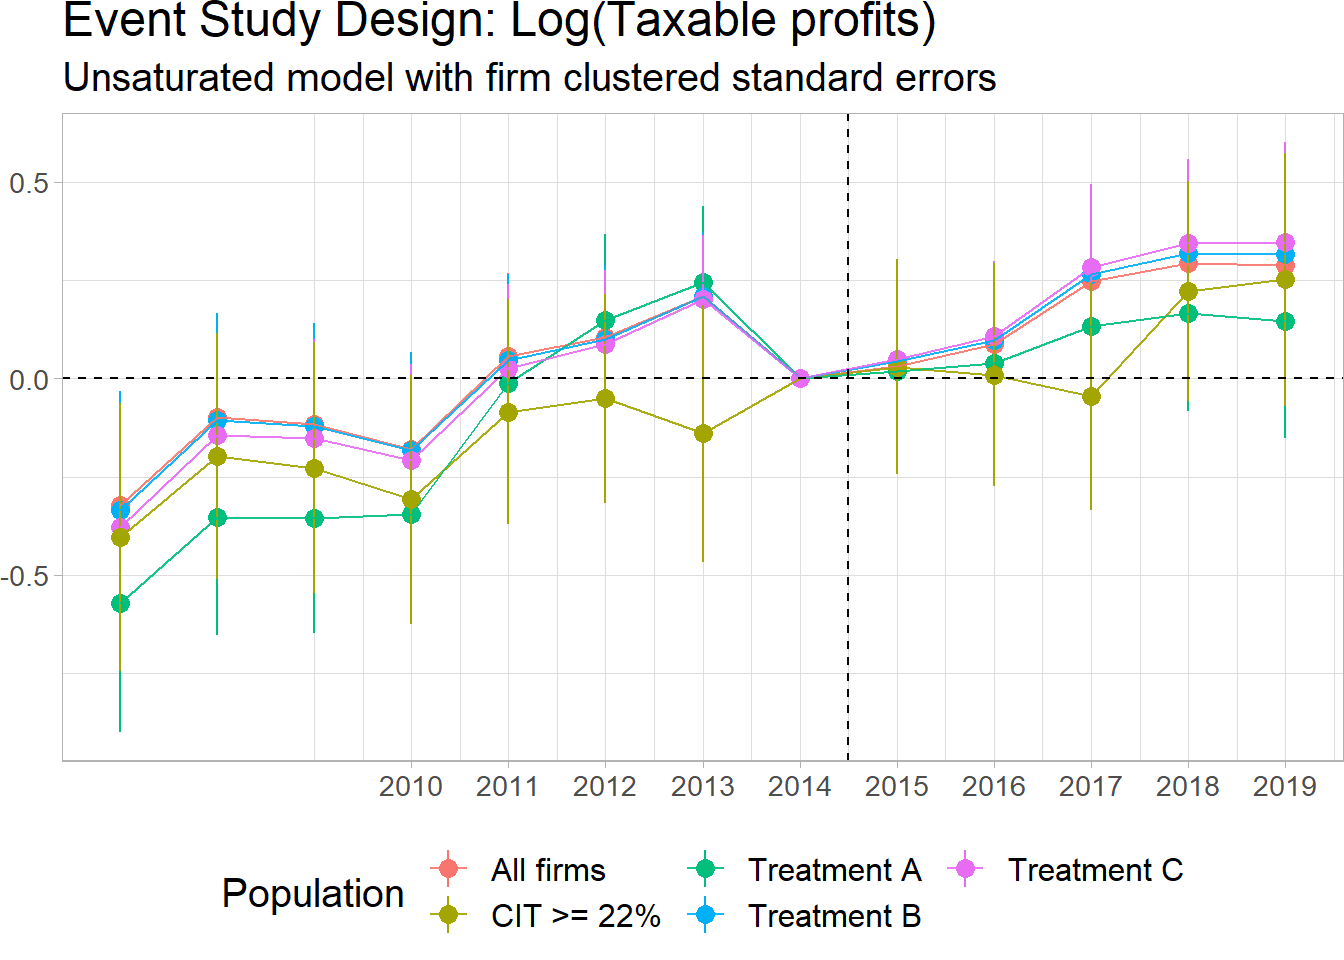 Event Study Design: Log(Taxable profits)
Unsaturated model with firm clustered standard errors
0.5
0.0
-0.5
2010 2011 2012 2013 2014 2015 2016 2017 2018 2019
Population
All firms Treatment A Treatment C
CIT >= 22% Treatment B